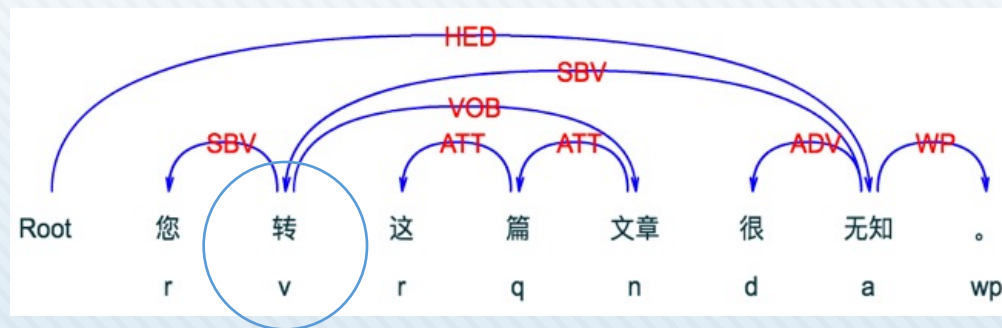 HED
SBV
VOB
SBV ATT ATT ADV WP
Root 您 转 这 篇 文章 很 无知 。
r v r q n d a wp